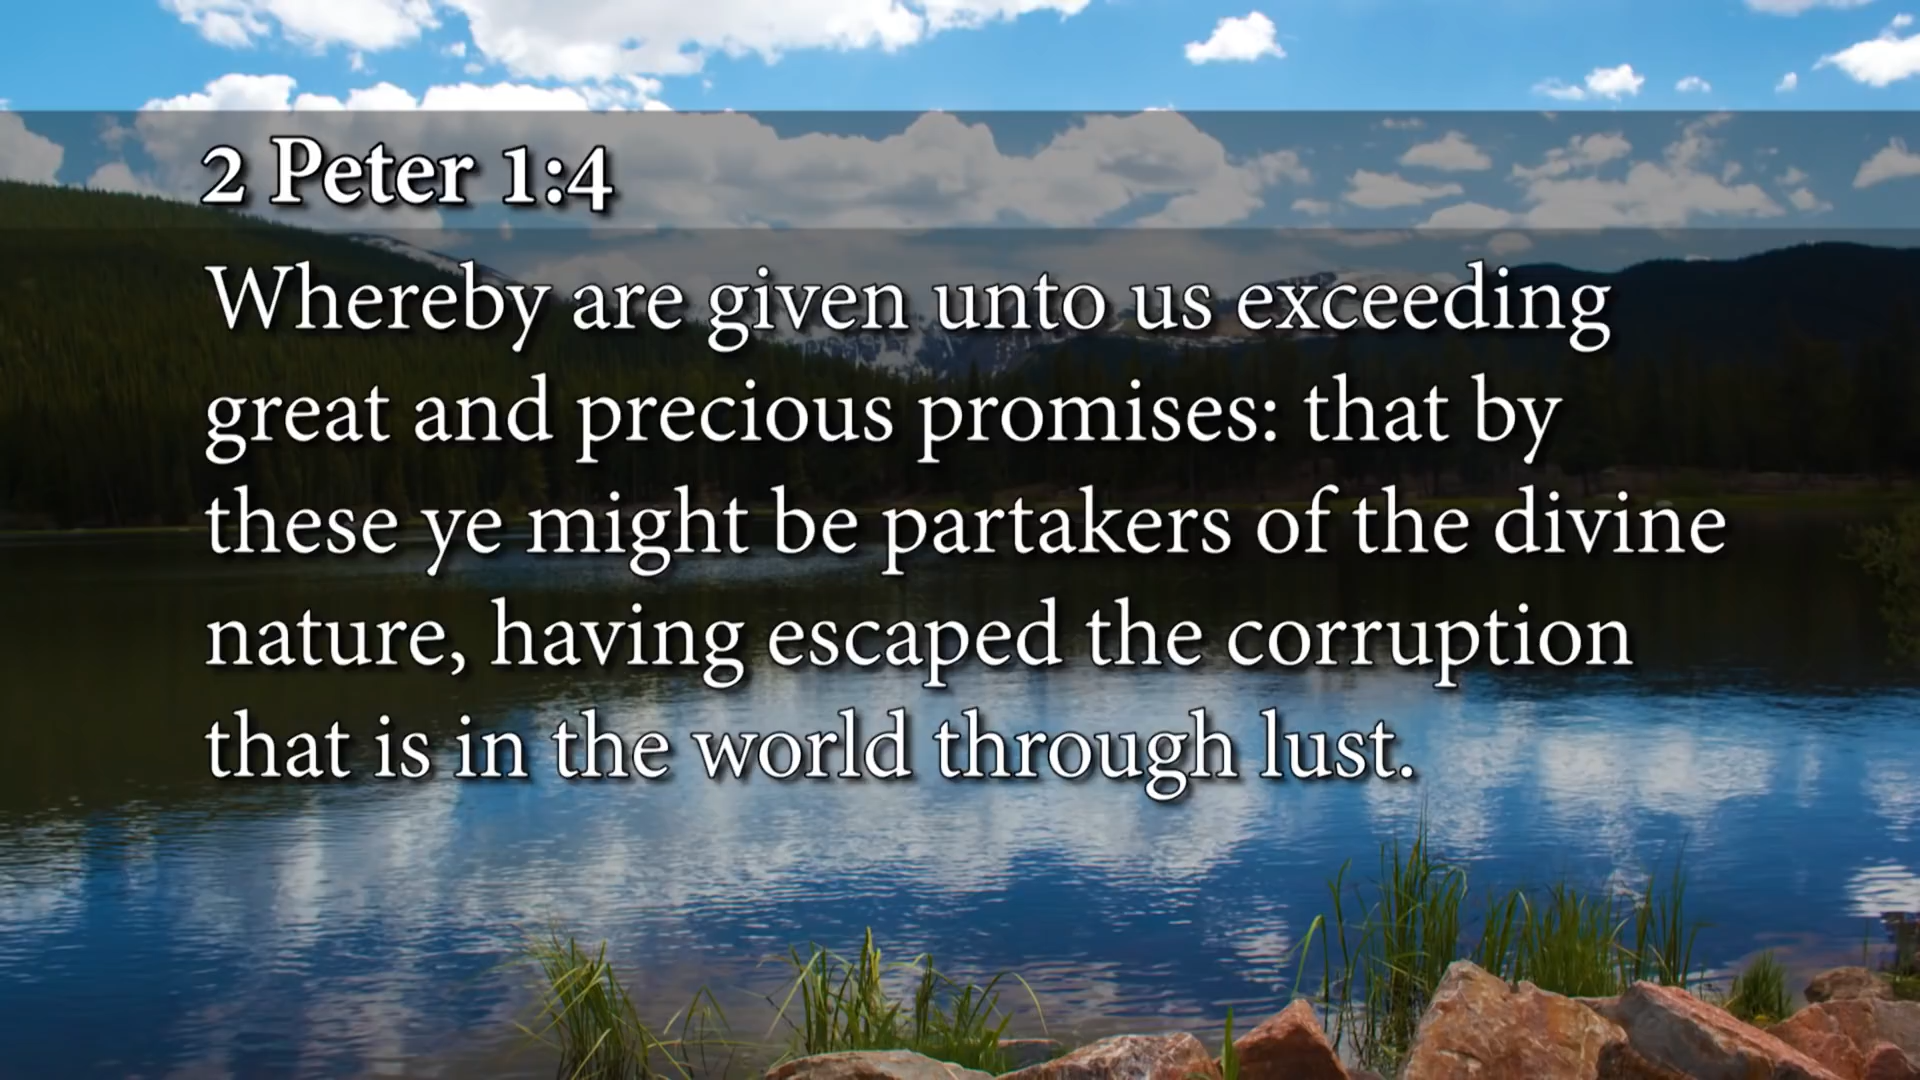 2 Peter 1:4
Whereby are given unto us exceeding
great and precious promises: that by
these ye might be partakers of the divine
nature, having escaped the corruption
that is in the world through lust.